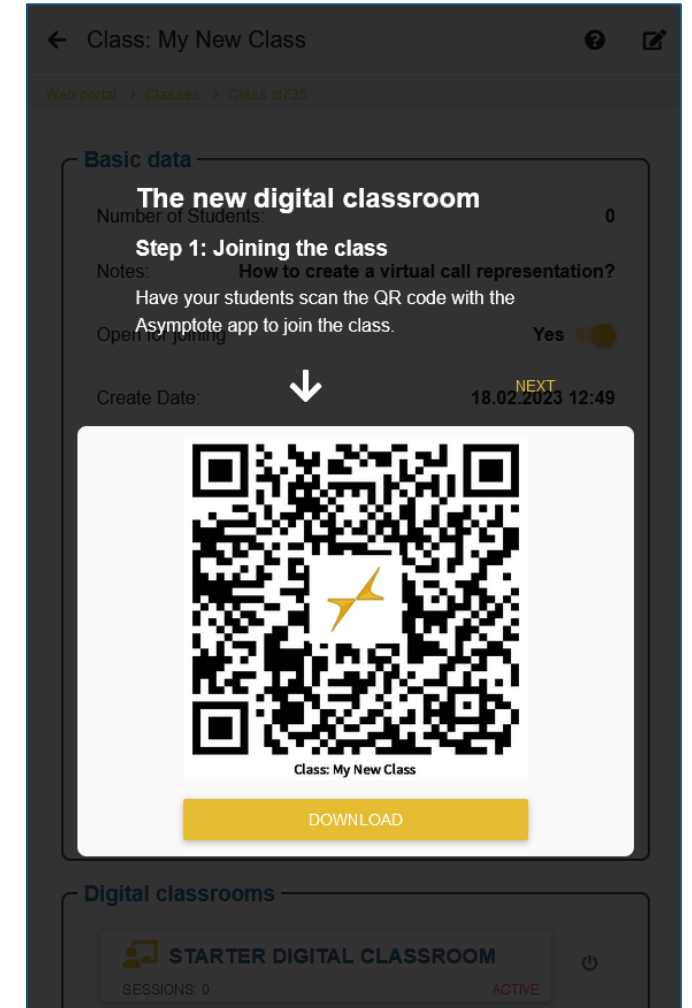 Class: My New Class
Web portal > Classes > Class cl735
Basic data
The new digital classroom
Number of Students: 0
Step 1: Joining the class
Notes: How to create a virtual call representation?
Have your students scan the QR code with the
Asymptote app to join the class.
Open for joining Yes
NEXT
Create Date: 18.02.2023 12:49
Class: My New Class
DOWNLOAD
Digital classrooms
STARTER DIGITAL CLASSROOM
SESSIONS: 0 ACTIVE